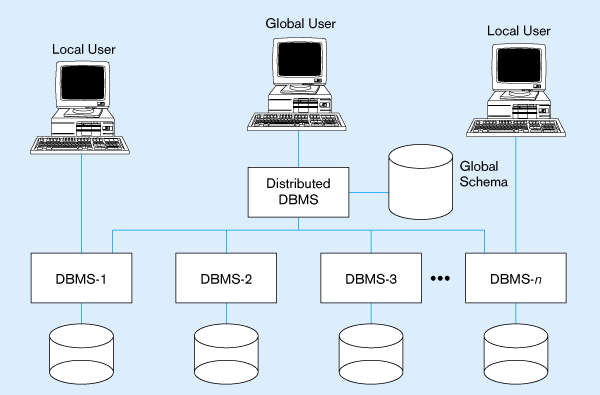 Global User
Local User
Local User
Distributed
DBMS
Global
Schema
DBMS-1
DBMS-2
DBMS-3
DBMS-n